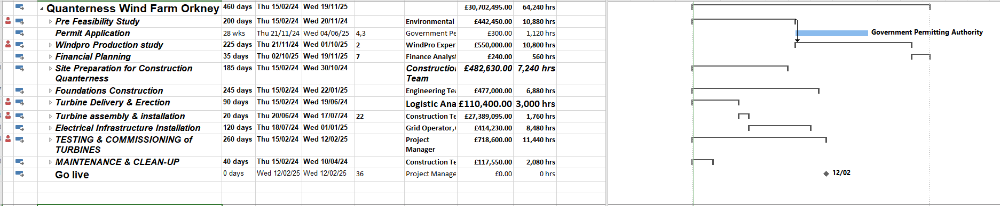 Quanterness Wind Farm Orkney 460 days Thu 15/02/24 Wed 19/11/25 £30,702,495.00 64,240 hrs
Pre Feasibility Study 200 days Thu 15/02/24 Wed 20/11/24 Environmental £442,450.00 10,880 hrs
Permit Application 28 wks Thu 21/11/24 Wed 04/06/25 4,3 Government Pe £300.00 1,120 hrs Government Permitting Authority
Windpro Production study 225 days Thu 21/11/24 Wed 01/10/25 2 WindPro Exper £550,000.00 10,800 hrs
Financial Planning 35 days Thu 02/10/25 Wed 19/11/25 7 Finance Analyst £240.00 560 hrs
Site Preparation for Construction 185 days Thu 15/02/24 Wed 30/10/24 Construction £482,630.00 7,240 hrs
Quanterness Team
Foundations Construction 245 days Thu 15/02/24 Wed 22/01/25 Engineering Te £477,000.00 6,880 hrs
Turbine Delivery & Erection 90 days Thu 15/02/24 Wed 19/06/24 Logistic Ana £110,400.00 3,000 hrs
Turbine assembly & installation 20 days Thu 20/06/24 Wed 17/07/24 22 Construction Te £27,389,095.00 1,760 hrs
Electrical Infrastructure Installation 120 days Thu 18/07/24 Wed 01/01/25 Grid Operator, £414,230.00 8,480 hrs
TESTING & COMMISSIONING of 260 days Thu 15/02/24 Wed 12/02/25 Project £718,600.00 11,440 hrs
TURBINES Manager
MAINTENANCE & CLEAN-UP 40 days Thu 15/02/24 Wed 10/04/24 Construction Te £117,550.00 2,080 hrs
Go live 0 days Wed 12/02/25 Wed 12/02/25 36 Project Manage £0.00 0 hrs 12/02